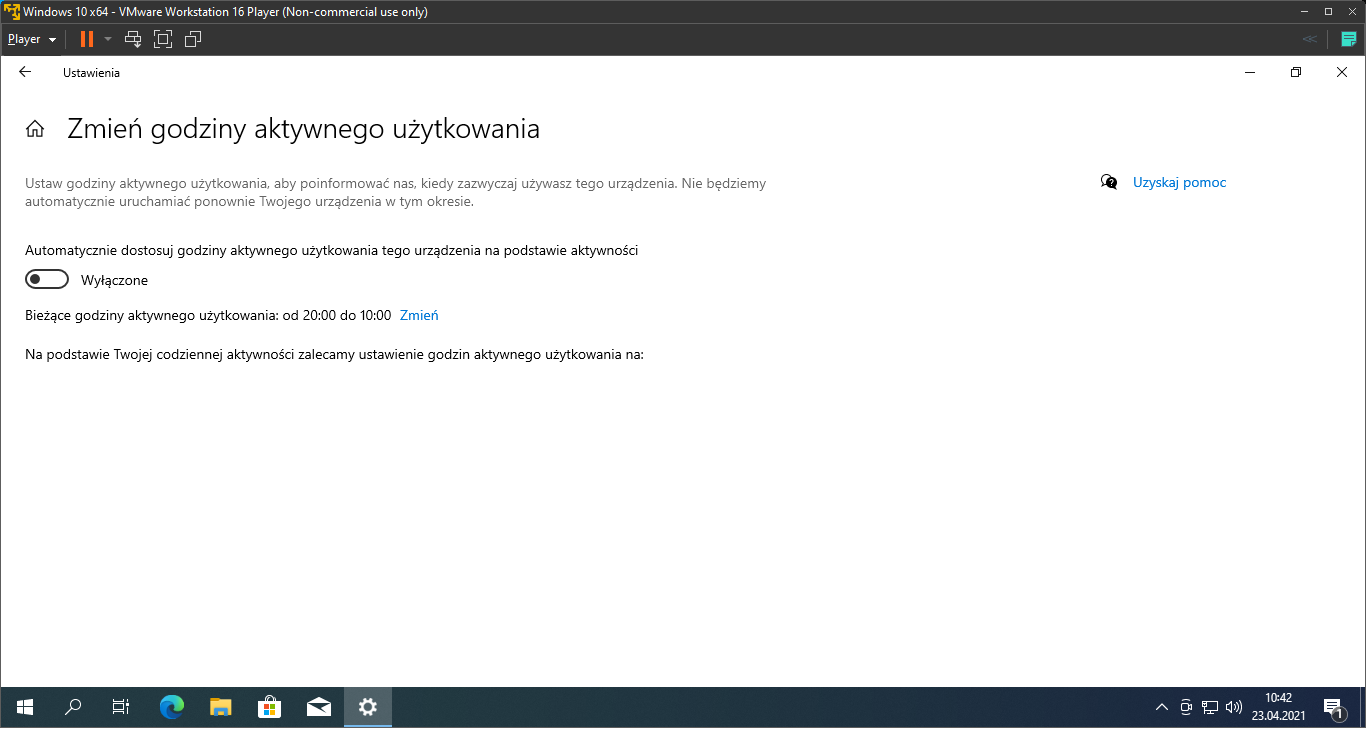 Windows 10 x64 - VMware Workstation 16 Player (Non-commercial use only)
Player
Ustawienia
Zmień godziny aktywnego użytkowania
Ustaw godziny aktywnego użytkowania, aby poinformować nas, kiedy zazwyczaj używasz tego urządzenia. Nie będziemy
automatycznie uruchamiać ponownie Twojego urządzenia w tym okresie.
Uzyskaj pomoc
Automatycznie dostosuj godziny aktywnego użytkowania tego urządzenia na podstawie aktywności
Wyłączone
Bieżące godziny aktywnego użytkowania: od 20:00 do 10:00 Zmień
Na podstawie Twojej codziennej aktywności zalecamy ustawienie godzin aktywnego użytkowania na:
10:42
23.04.2021
1